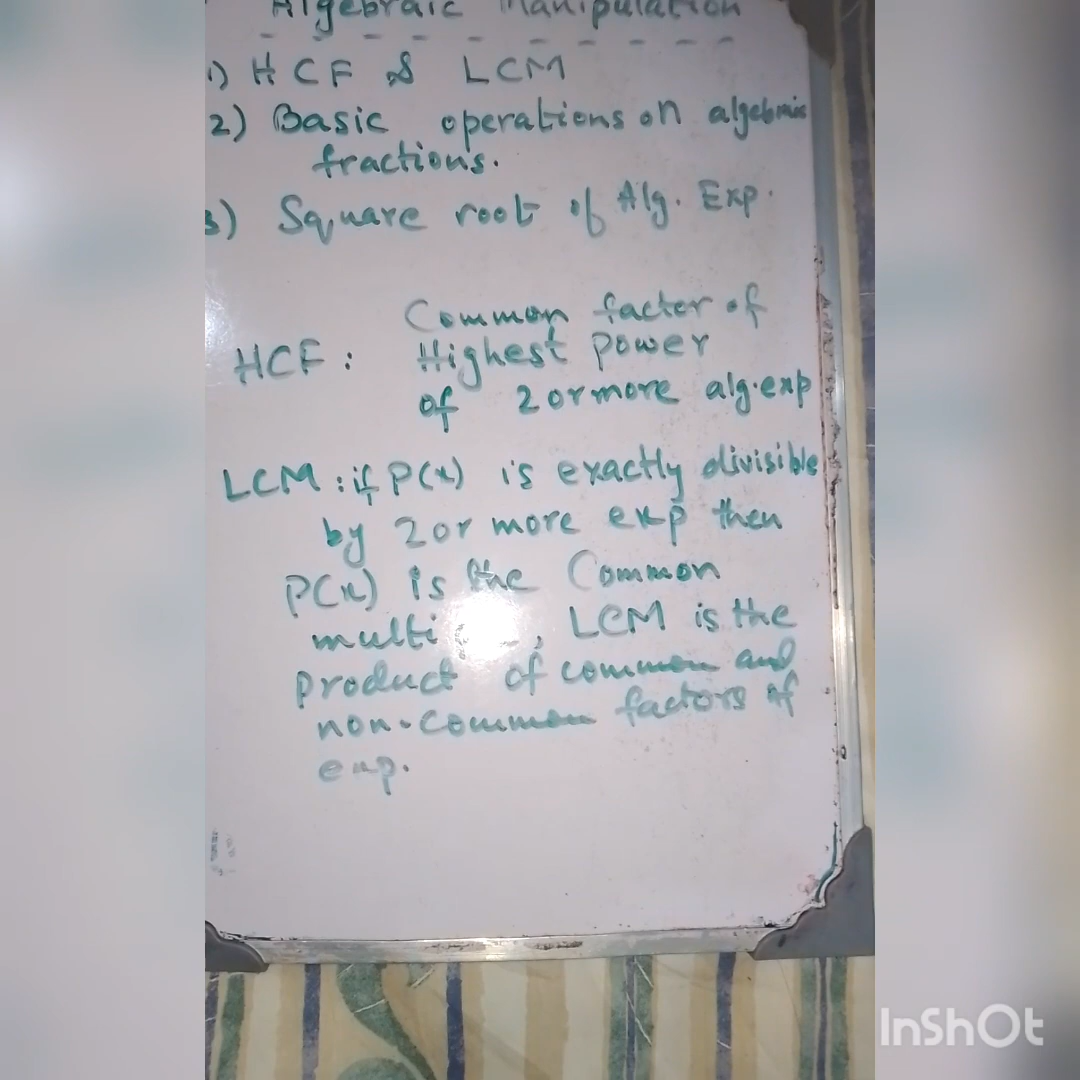 Algebraic Manipulation
1) HCF & LCM
2) Basic operations on algebraic
fractions.
3) Square root of Alg. Exp.
Common factor of
HCF : Highest power
of 2 or more alg.exp
LCM : if P(x) is exactly divisible
by 2 or more exp then
P(x) is the Common
multi , LCM is the
product of common and
non-common factors of
exp.
InShOt